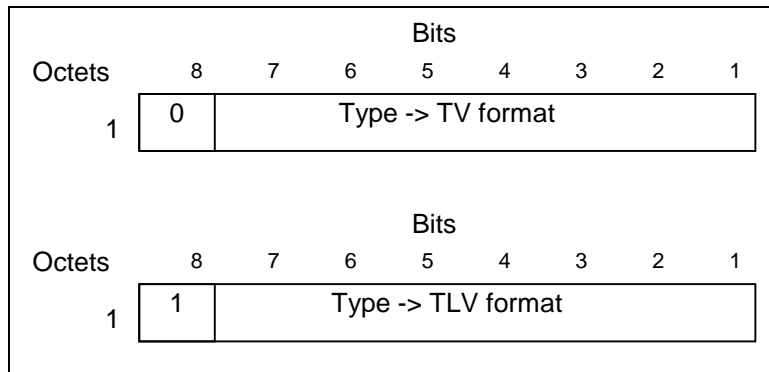 Bits
Octets 8 7 6 5 4 3 2 1
1 0 Type -> TV format
Bits
Octets 8 7 6 5 4 3 2 1
1 1 Type -> TLV format